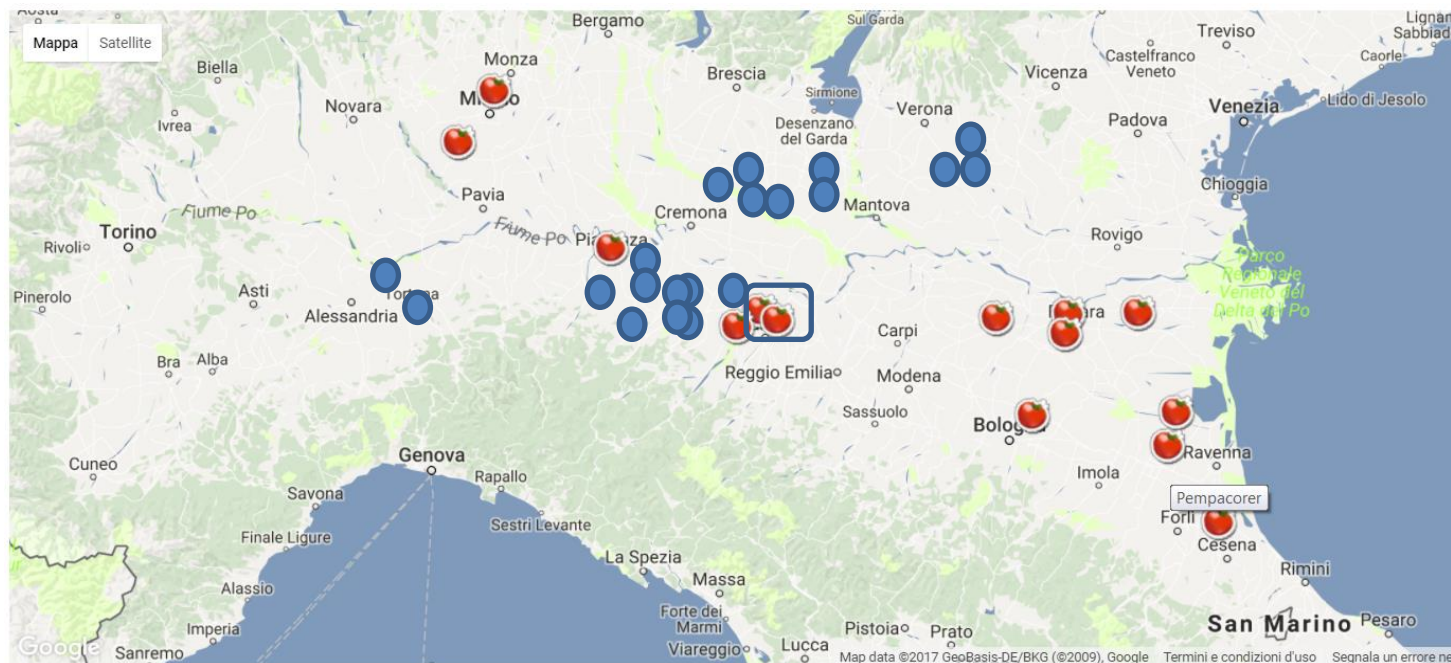 Aosta
Bergamo
Sul Garda
Lignan
Sabbiad
Treviso
Mappa Satellite
Monza
Castelfranco
Veneto
Caorle
Biella
Brescia
Vicenza
Sirmione
Novara
Verona
Venezia
Lido di Jesolo
Ivrea
Desenzano
del Garda
Padova
Pavia
Chioggia
Fiume Po
Cremona
Mantova
Torino
Fiume Po
Rovigo
Rivoli
Parco
Regionale
Veneto del
Delta del Po
Pinerolo
Asti
Tortona
Alessandria
Carpi
Bra
Alba
Reggio Emilia
Modena
Sassuolo
Cuneo
Genova
Rapallo
Imola
Ravenna
Savona
Pempacorer
Sestri Levante
Forlì
Finale Ligure
Cesena
La Spezia
Massa
Rimini
Alassio
Forte dei
Marmi
Imperia
Pistoia
Prato
San Marino
Pesaro
Google
Sanremo
Viareggio
Lucca
Map data ©2017 GeoBasis-DE/BKG (©2009), Google Termini e condizioni d'uso Segnala un errore ne